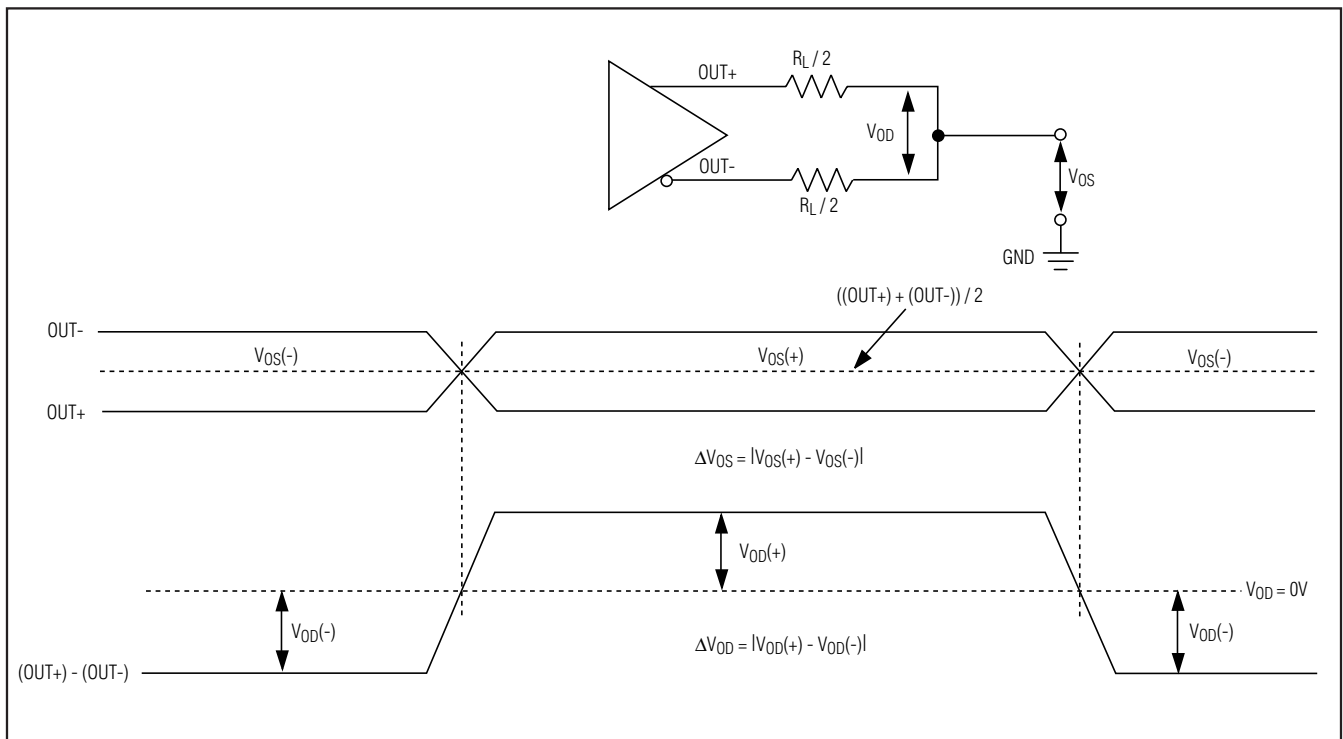 OUT+
R_L / 2
V_OD
OUT-
R_L / 2
V_OS
GND
((OUT+) + (OUT-)) / 2
OUT-
V_OS(-)
V_OS(+)
V_OS(-)
OUT+
ΔV_OS = |V_OS(+) - V_OS(-)|
V_OD(+)
V_OD = 0V
V_OD(-)
V_OD(-)
ΔV_OD = |V_OD(+) - V_OD(-)|
(OUT+) - (OUT-)